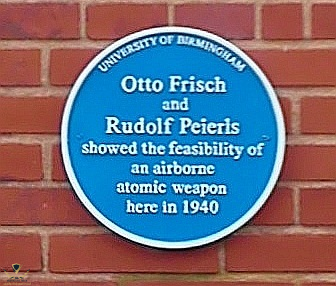 UNIVERSITY OF BIRMINGHAM
Otto Frisch
and
Rudolf Peierls
showed the feasibility of
an airborne
atomic weapon
here in 1940